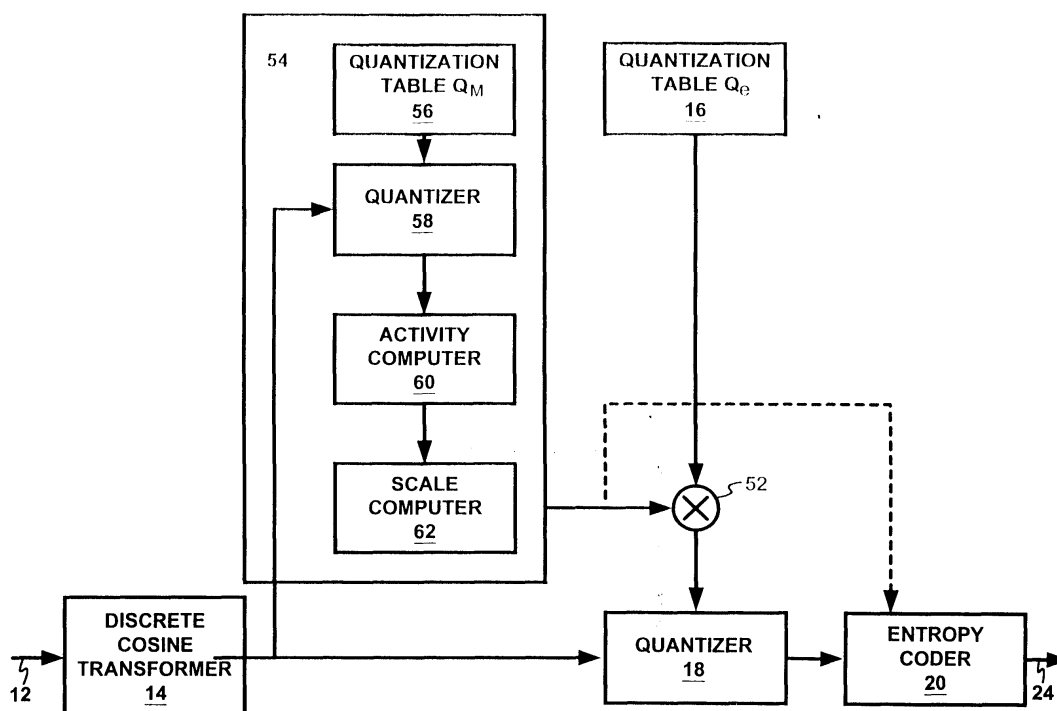 54
QUANTIZATION
TABLE QM
56
QUANTIZATION
TABLE Qe
16
QUANTIZER
58
ACTIVITY
COMPUTER
60
SCALE
COMPUTER
62
52
DISCRETE
COSINE
TRANSFORMER
14
QUANTIZER
18
ENTROPY
CODER
20
12
24